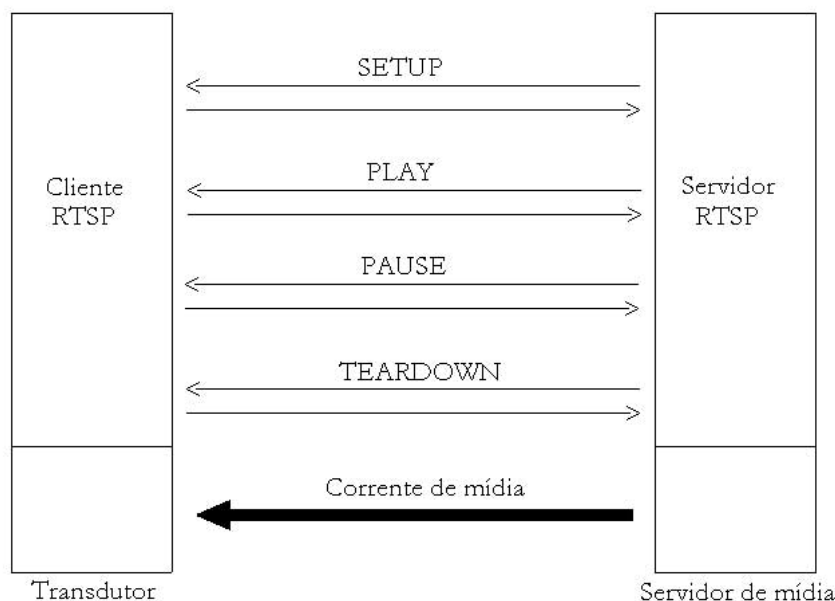 SETUP
PLAY
Cliente
RTSP
Servidor
RTSP
PAUSE
TEARDOWN
Corrente de mídia
Transdutor
Servidor de mídia